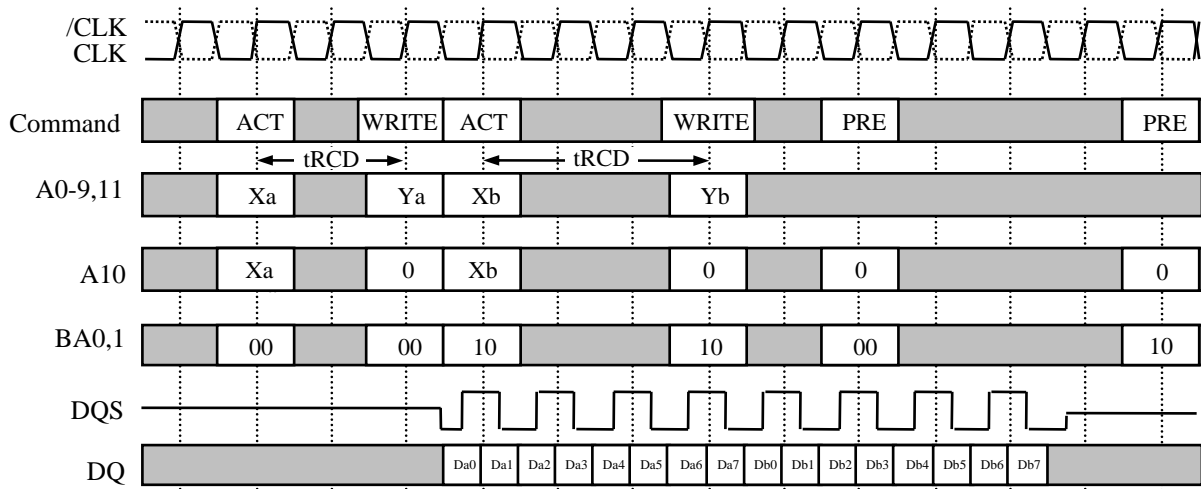 /CLK
CLK
Command ACT WRITE ACT WRITE PRE PRE
tRCD tRCD
A0-9,11 Xa Ya Xb Yb
A10 Xa 0 Xb 0 0 0
BA0,1 00 00 10 10 00 10
DQS
DQ Da0 Da1 Da2 Da3 Da4 Da5 Da6 Da7 Db0 Db1 Db2 Db3 Db4 Db5 Db6 Db7